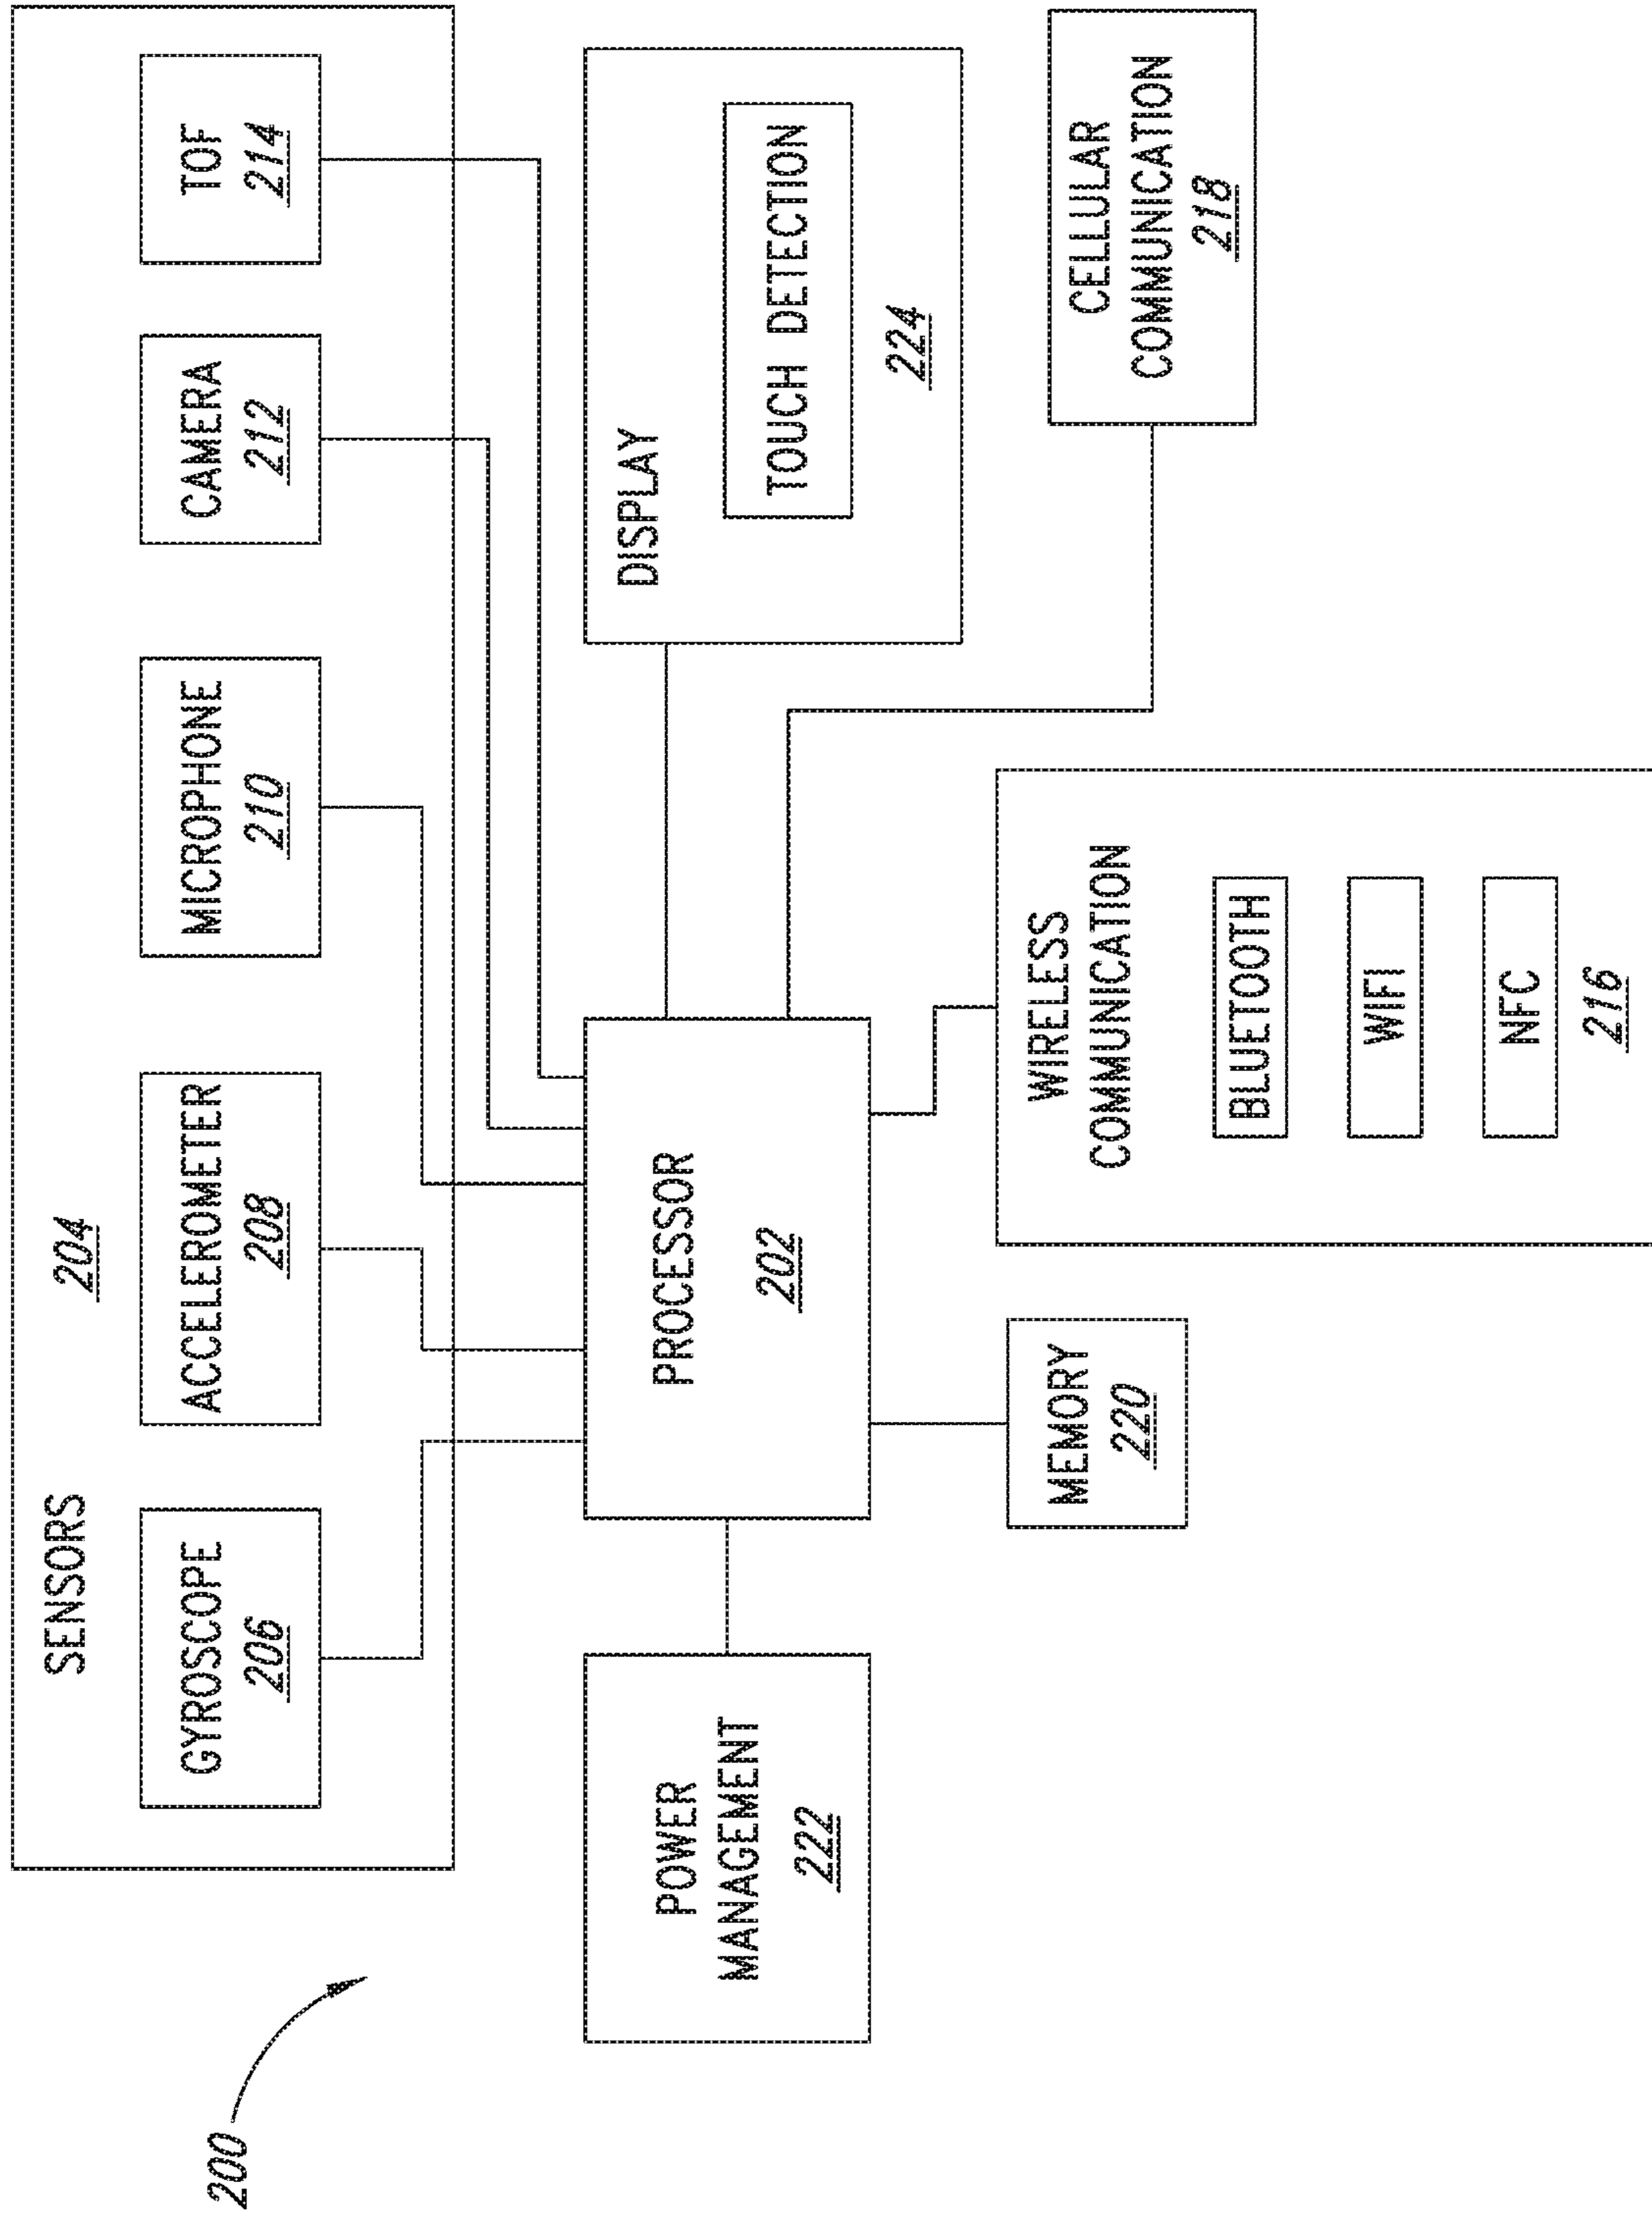 200
SENSORS
204
GYROSCOPE
206
ACCELEROMETER
208
MICROPHONE
210
CAMERA
212
TOF
214
POWER
MANAGEMENT
222
PROCESSOR
202
DISPLAY
TOUCH DETECTION
224
MEMORY
220
WIRELESS
COMMUNICATION
BLUETOOTH
WIFI
NFC
216
CELLULAR
COMMUNICATION
218